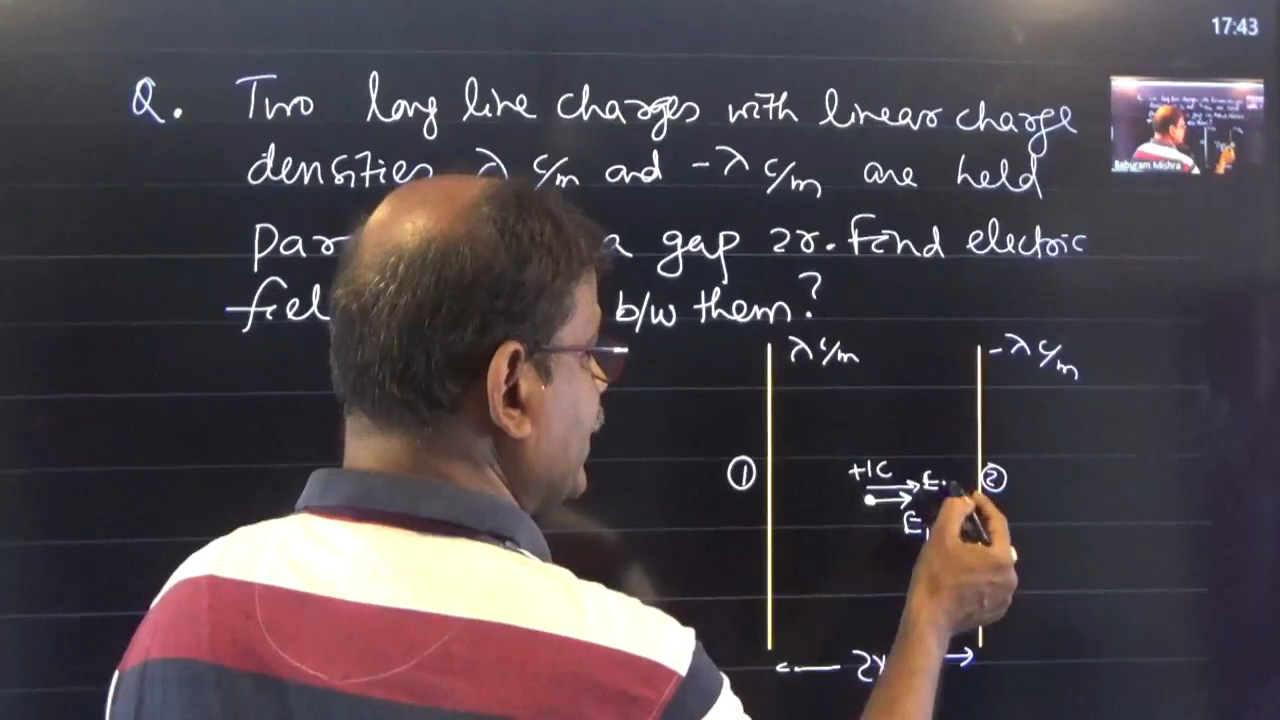 17:43
Q. Two long line charges with linear charge
densities λ c/m and -λ c/m are held
a gap 2r. Find electric
b/w them?
λ c/m
-λ c/m
①
+1C
E
②
E1
Baburam Mishra